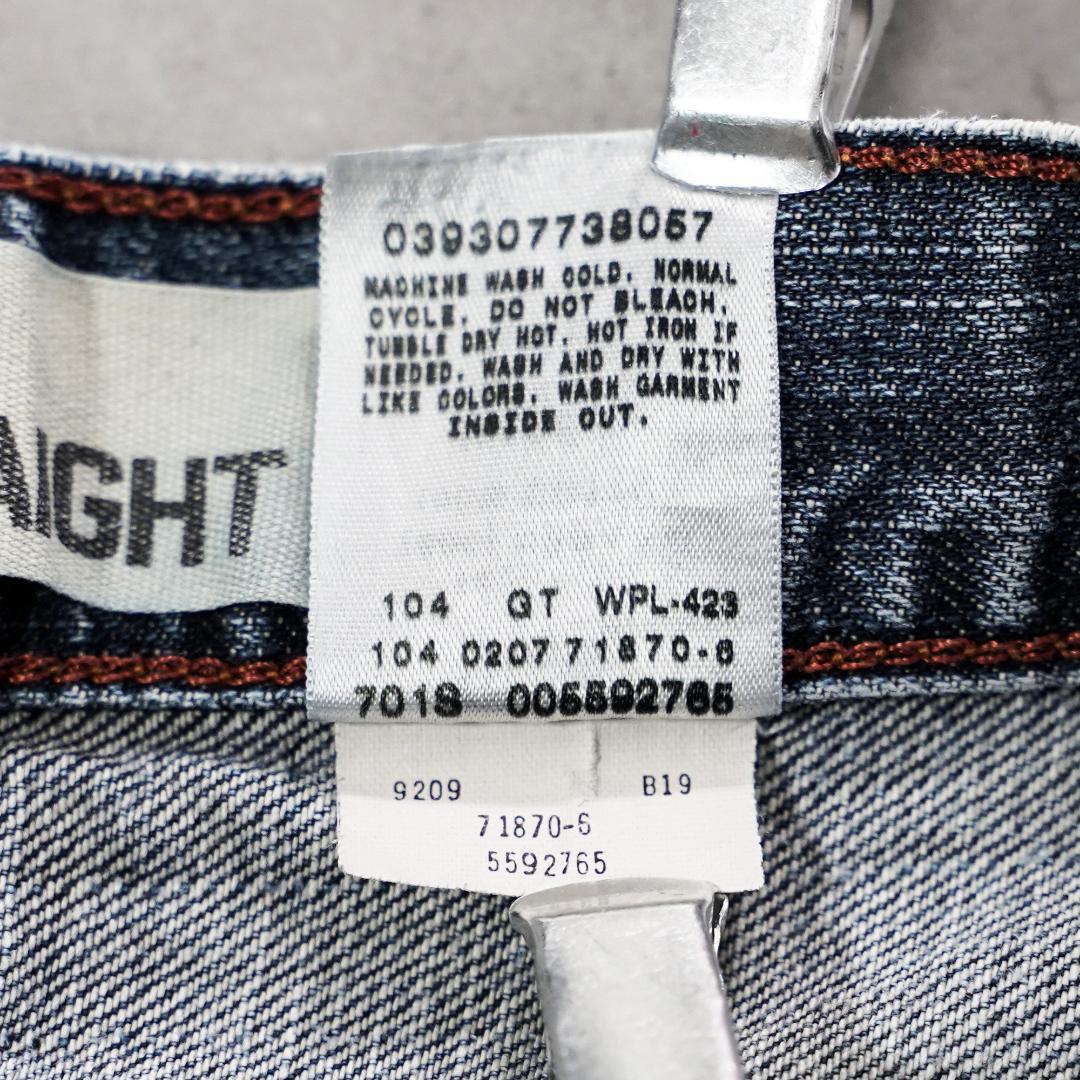 039307738057
MACHINE WASH COLD, NORMAL
CYCLE, DO NOT BLEACH,
TUMBLE DRY HOT, HOT IRON IF
NEEDED, WASH AND DRY WITH
LIKE COLORS, WASH GARMENT
INSIDE OUT.
AIGHT
104 QT WPL-423
104 0207 71870-6
701S 005592765
9209 B19
71870-6
5592765